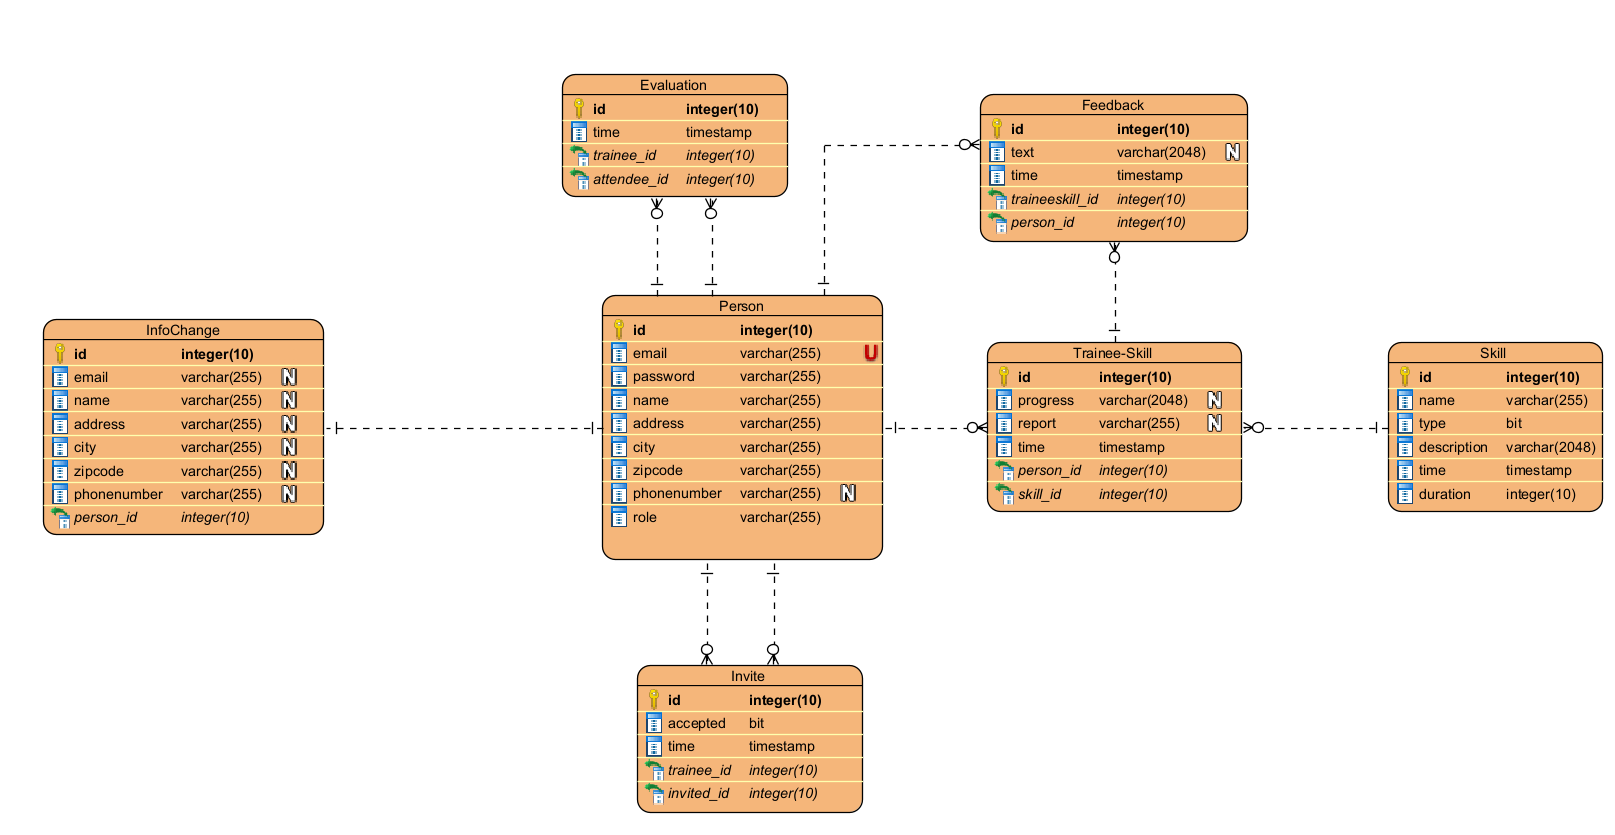 Evaluation
id integer(10)
time timestamp
trainee_id integer(10)
attendee_id integer(10)
Feedback
id integer(10)
text varchar(2048) N
time timestamp
traineeskill_id integer(10)
person_id integer(10)
InfoChange
id integer(10)
email varchar(255) N
name varchar(255) N
address varchar(255) N
city varchar(255) N
zipcode varchar(255) N
phonenumber varchar(255) N
person_id integer(10)
Person
id integer(10)
email varchar(255) U
password varchar(255)
name varchar(255)
address varchar(255)
city varchar(255)
zipcode varchar(255)
phonenumber varchar(255) N
role varchar(255)
Trainee-Skill
id integer(10)
progress varchar(2048) N
report varchar(255) N
time timestamp
person_id integer(10)
skill_id integer(10)
Skill
id integer(10)
name varchar(255)
type bit
description varchar(2048)
time timestamp
duration integer(10)
Invite
id integer(10)
accepted bit
time timestamp
trainee_id integer(10)
invited_id integer(10)